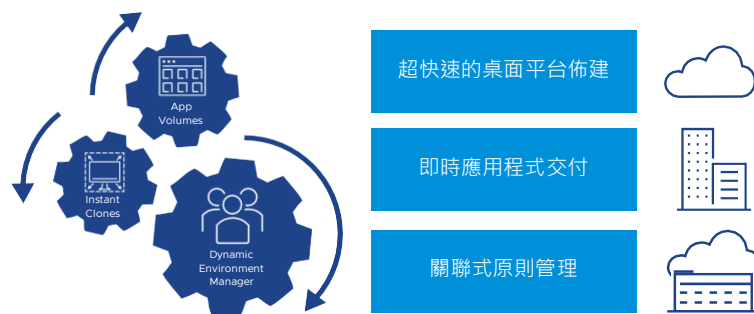 App
Volumes
Instant
Clones
Dynamic
Environment
Manager
超快速的桌面平台佈建
即時應用程式交付
關聯式原則管理